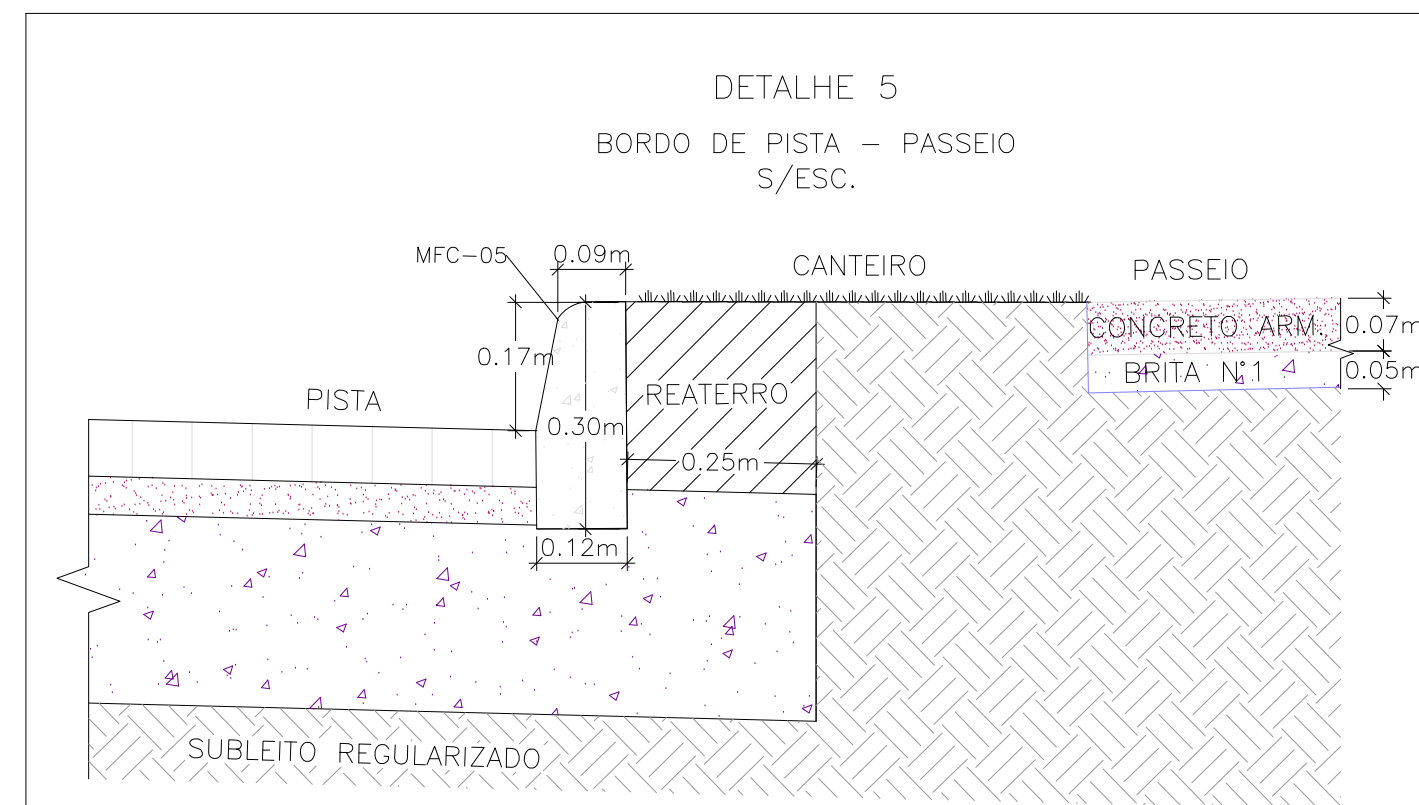 DETALHE 5
BORDO DE PISTA – PASSEIO
S/ESC.
MFC-05
0.09m
CANTEIRO
PASSEIO
CONCRETO ARM.
0.07m
0.17m
BRITA N°1
0.05m
PISTA
REATERRO
0.30m
0.25m
0.12m
SUBLEITO REGULARIZADO